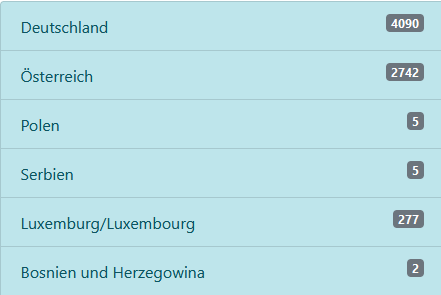 Deutschland 4090
Österreich 2742
Polen 5
Serbien 5
Luxemburg/Luxembourg 277
Bosnien und Herzegowina 2